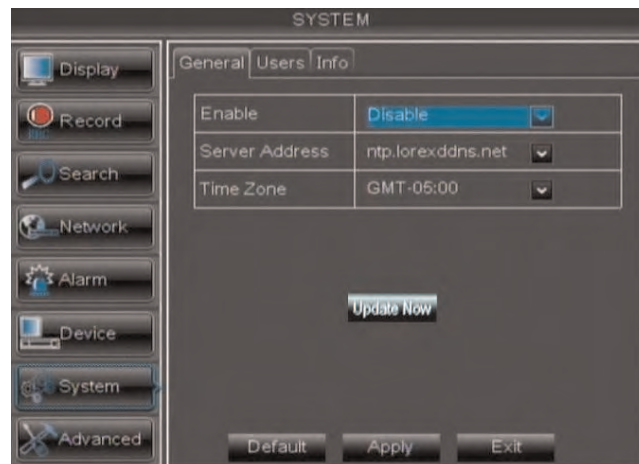 SYSTEM
Display
Record
REC
Search
Network
Alarm
Device
System
Advanced
General Users Info
Enable Disable
Server Address ntp.lorexddns.net
Time Zone GMT-05:00
Update Now
Default Apply Exit